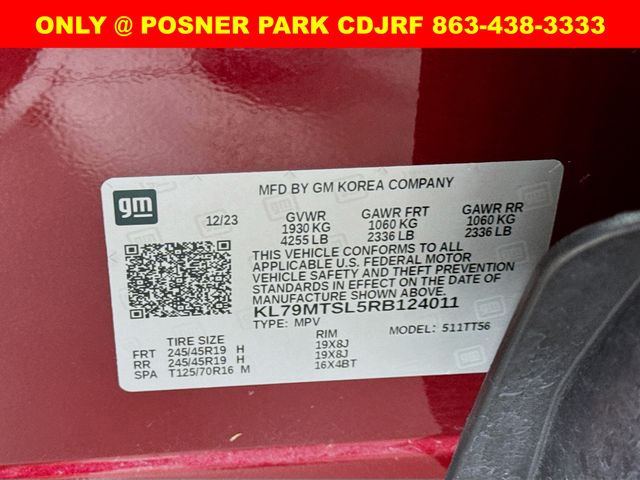 ONLY @ POSNER PARK CDJRF 863-438-3333
gm
MFD BY GM KOREA COMPANY
12/23 GVWR GAWR FRT GAWR RR
1930 KG 1060 KG 1060 KG
4255 LB 2336 LB 2336 LB
THIS VEHICLE CONFORMS TO ALL
APPLICABLE U.S. FEDERAL MOTOR
VEHICLE SAFETY AND THEFT PREVENTION
STANDARDS IN EFFECT ON THE DATE OF
MANUFACTURE SHOWN ABOVE.
KL79MTSL5RB124011
TYPE: MPV MODEL: 511TT56
TIRE SIZE RIM
FRT 245/45R19 H 19X8J
RR 245/45R19 H 19X8J
SPA T125/70R16 M 16X4BT